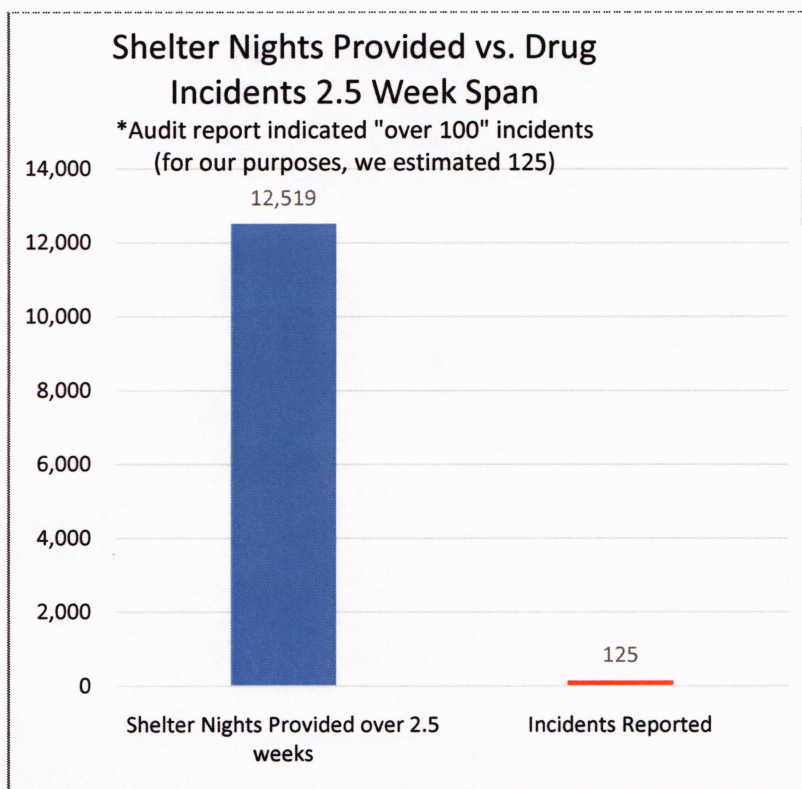 Shelter Nights Provided vs. Drug
Incidents 2.5 Week Span
*Audit report indicated "over 100" incidents
(for our purposes, we estimated 125)
14,000
12,519
12,000
10,000
8,000
6,000
4,000
2,000
125
0
Shelter Nights Provided over 2.5
weeks
Incidents Reported